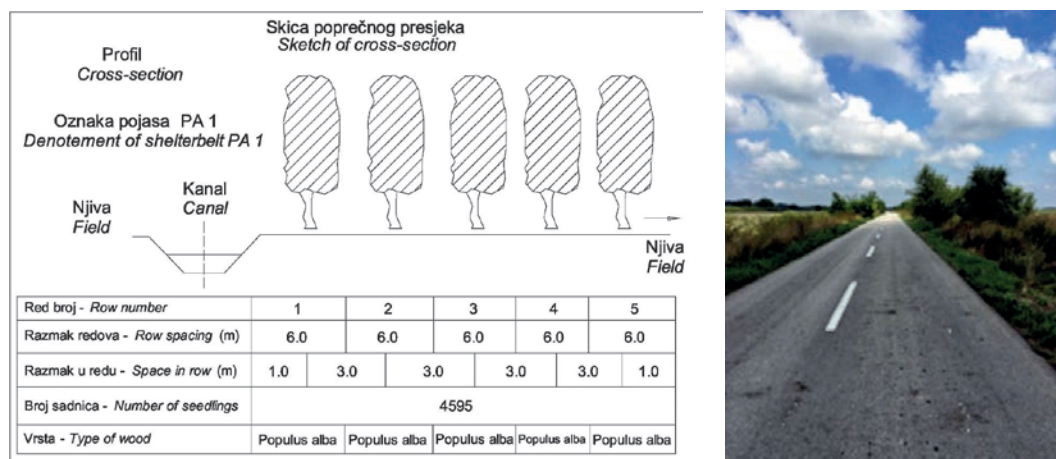 Skica poprečnog presjeka
Sketch of cross-section
Profil
Cross-section
Oznaka pojasa PA 1
Denotement of shelterbelt PA 1
Kanal
Canal
Njiva
Field
Njiva
Field
Red broj - Row number 1 2 3 4 5
Razmak redova - Row spacing (m) 6.0 6.0 6.0 6.0 6.0
Razmak u redu - Space in row (m) 1.0 3.0 3.0 3.0 3.0 1.0
Broj sadnica - Number of seedlings 4595
Vrsta - Type of wood Populus alba Populus alba Populus alba Populus alba Populus alba